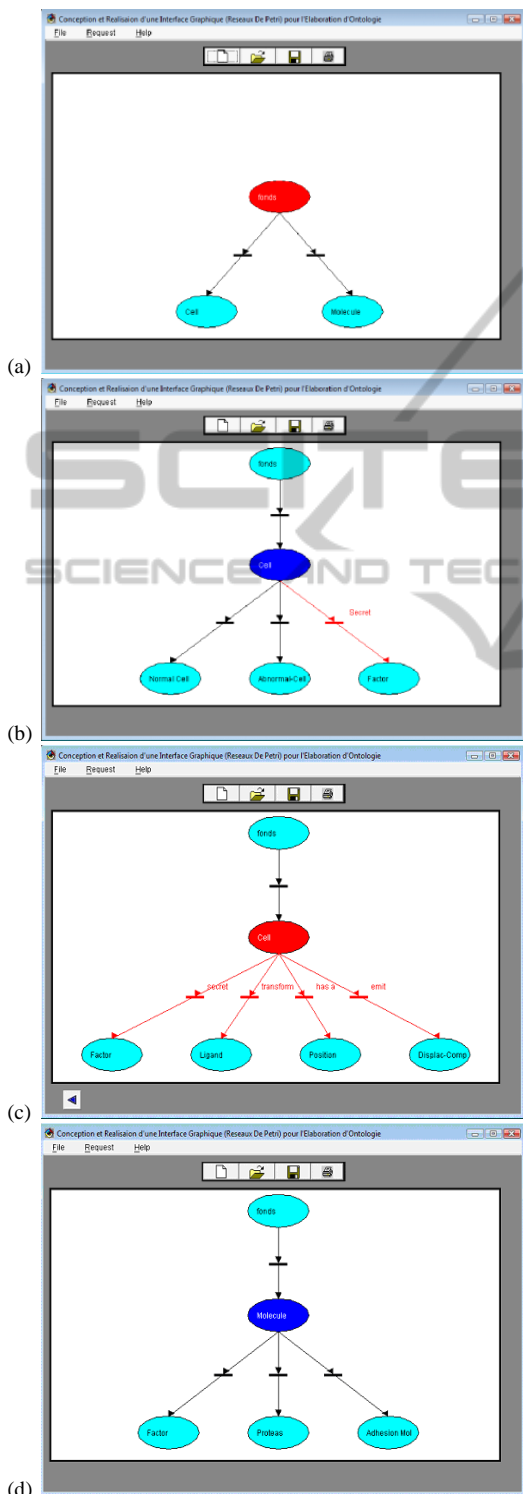 Conception et Realisaion d'une Interface Graphique (Reseaux De Petri) pour l'Elaboration d'Ontologie
File Request Help
fonds
Cell Molecule
(a)
Conception et Realisaion d'une Interface Graphique (Reseaux De Petri) pour l'Elaboration d'Ontologie
File Request Help
fonds
Cell
Secret
Normal Cell Abnormal-Cell Factor
(b)
SCITE
SCIENCE AND TEC
Conception et Realisaion d'une Interface Graphique (Reseaux De Petri) pour l'Elaboration d'Ontologie
File Request Help
fonds
Cell
secret transform has a emit
Factor Ligand Position Displac-Comp
(c)
Conception et Realisaion d'une Interface Graphique (Reseaux De Petri) pour l'Elaboration d'Ontologie
File Request Help
fonds
Molecule
Factor Proteas Adhesion Mol
(d)